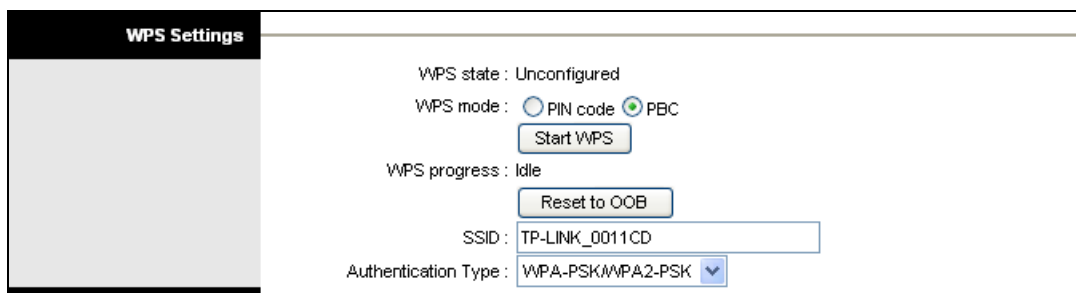 WPS Settings
WPS state : Unconfigured
WPS mode : PIN code PBC
Start WPS
WPS progress : Idle
Reset to OOB
SSID : TP-LINK_0011CD
Authentication Type : WPA-PSK/WPA2-PSK